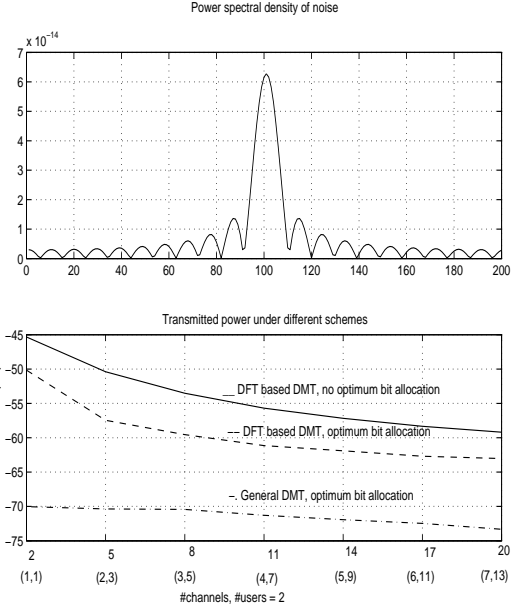 Power spectral density of noise
x 10−14
7
6
5
4
3
2
1
0
0 20 40 60 80 100 120 140 160 180 200
Transmitted power under different schemes
−45
−50
−55
−60
−65
−70
−75
__ DFT based DMT, no optimum bit allocation
−− DFT based DMT, optimum bit allocation
−. General DMT, optimum bit allocation
2 5 8 11 14 17 20
(1,1) (2,3) (3,5) (4,7) (5,9) (6,11) (7,13)
#channels, #users = 2